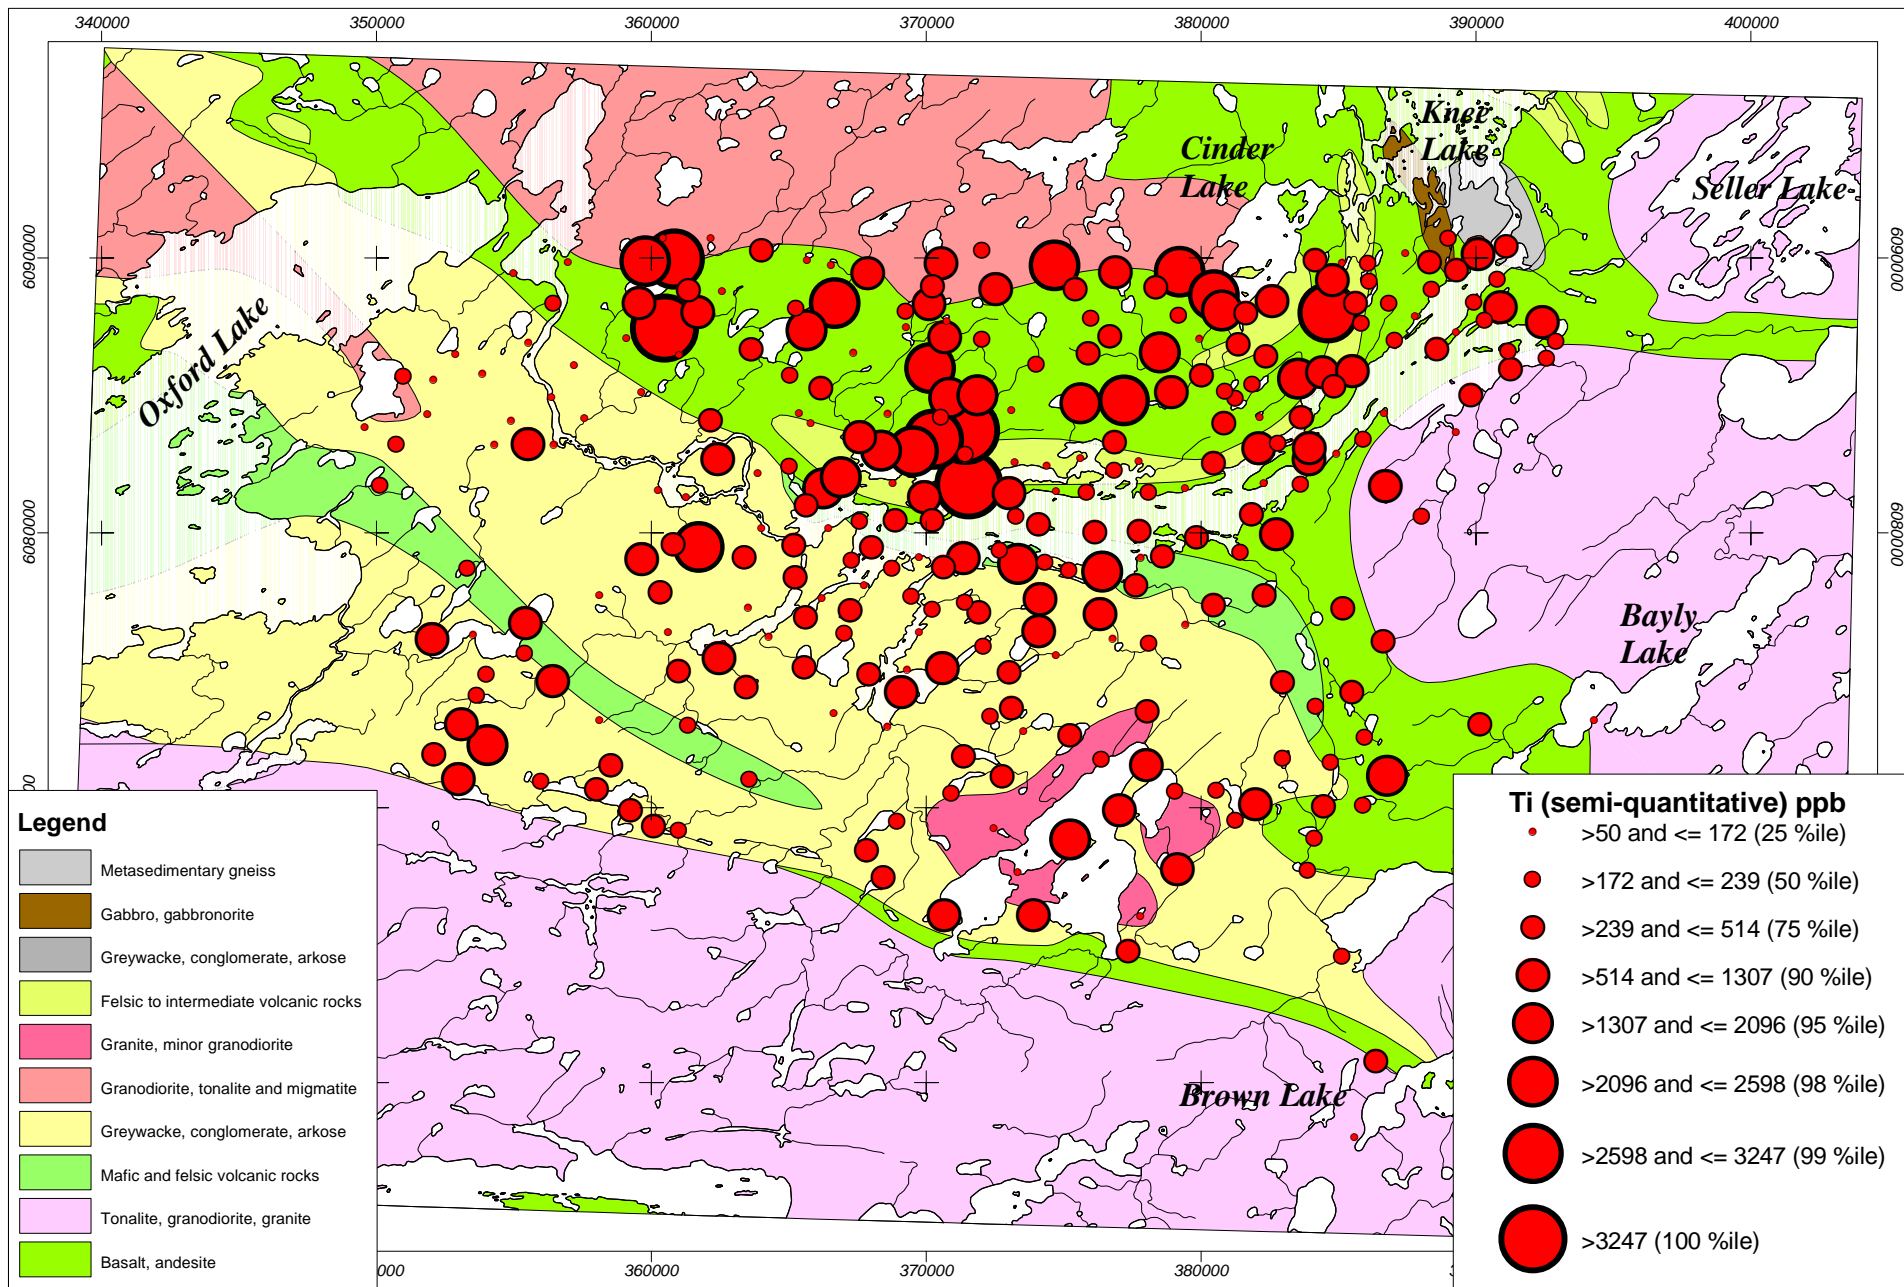 340000 350000 360000 370000 380000 390000 400000
Knee
Lake
Cinder
Lake
Seller Lake
6090000 6090000
Oxford Lake
6080000 6080000
Bayly
Lake
Brown Lake
Legend
Metasedimentary gneiss
Gabbro, gabbronorite
Greywacke, conglomerate, arkose
Felsic to intermediate volcanic rocks
Granite, minor granodiorite
Granodiorite, tonalite and migmatite
Greywacke, conglomerate, arkose
Mafic and felsic volcanic rocks
Tonalite, granodiorite, granite
Basalt, andesite
Ti (semi-quantitative) ppb
>50 and <= 172 (25 %ile)
>172 and <= 239 (50 %ile)
>239 and <= 514 (75 %ile)
>514 and <= 1307 (90 %ile)
>1307 and <= 2096 (95 %ile)
>2096 and <= 2598 (98 %ile)
>2598 and <= 3247 (99 %ile)
>3247 (100 %ile)
360000 370000 380000